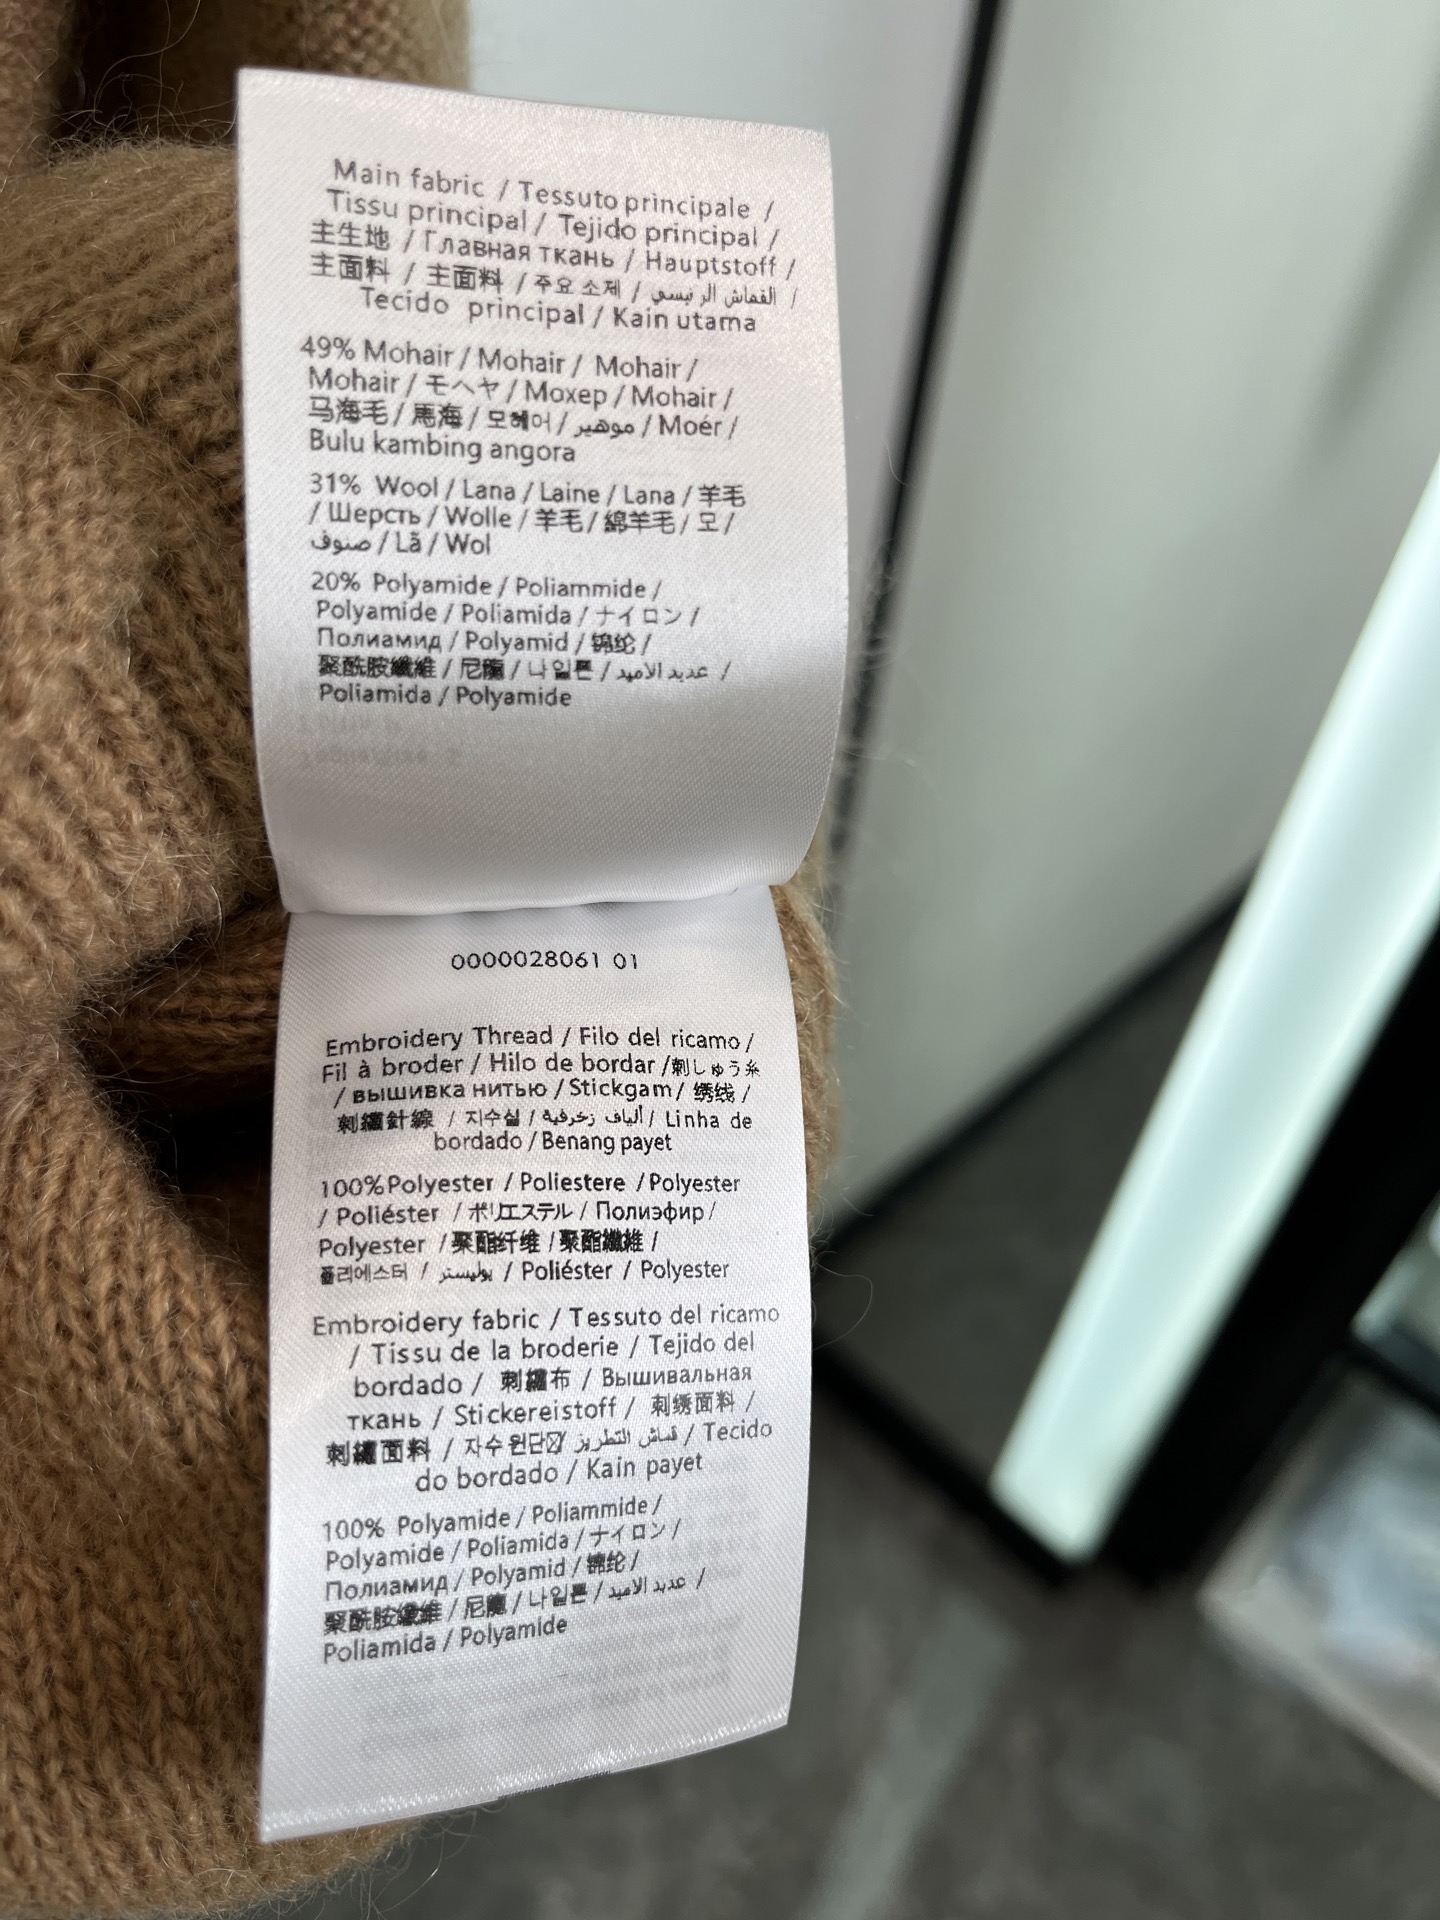 Main fabric / Tessuto principale /
Tissu principal / Tejido principal /
主生地 / Главная ткань / Hauptstoff /
主面料 / 主面料 / 주요 소재 / القماش الرئيسي /
Tecido principal / Kain utama
49% Mohair / Mohair / Mohair /
Mohair / モヘヤ / Мохер / Mohair /
马海毛 / 馬海 / 모헤어 / موهير / Moér /
Bulu kambing angora
31% Wool / Lana / Laine / Lana / 羊毛
/ Шерсть / Wolle / 羊毛 / 綿羊毛 / 모 /
صوف / Lã / Wol
20% Polyamide / Poliammide /
Polyamide / Poliamida / ナイロン /
Полиамид / Polyamid / 锦纶 /
聚酰胺纖維 / 尼龍 / 나일론 / عديد الاميد /
Poliamida / Polyamide
0000028061 01
Embroidery Thread / Filo del ricamo /
Fil à broder / Hilo de bordar /刺しゅう糸
/ вышивка нитью / Stickgarn / 绣线 /
刺繡針線 / 자수실 / ألياف زخرفية / Linha de
bordado / Benang payet
100%Polyester / Poliestere / Polyester
/ Poliéster / ポリエステル / Полиэфир /
Polyester / 聚酯纤维 / 聚酯纖維 /
폴리에스터 / بوليستر / Poliéster / Polyester
Embroidery fabric / Tessuto del ricamo
/ Tissu de la broderie / Tejido del
bordado / 刺繡布 / Вышивальная
ткань / Stickereistoff / 刺绣面料 /
刺繡面料 / 자수 원단 / قماش التطريز / Tecido
do bordado / Kain payet
100% Polyamide / Poliammide /
Polyamide / Poliamida / ナイロン /
Полиамид / Polyamid / 锦纶 /
聚酰胺纖維 / 尼龍 / 나일론 / عديد الاميد /
Poliamida / Polyamide